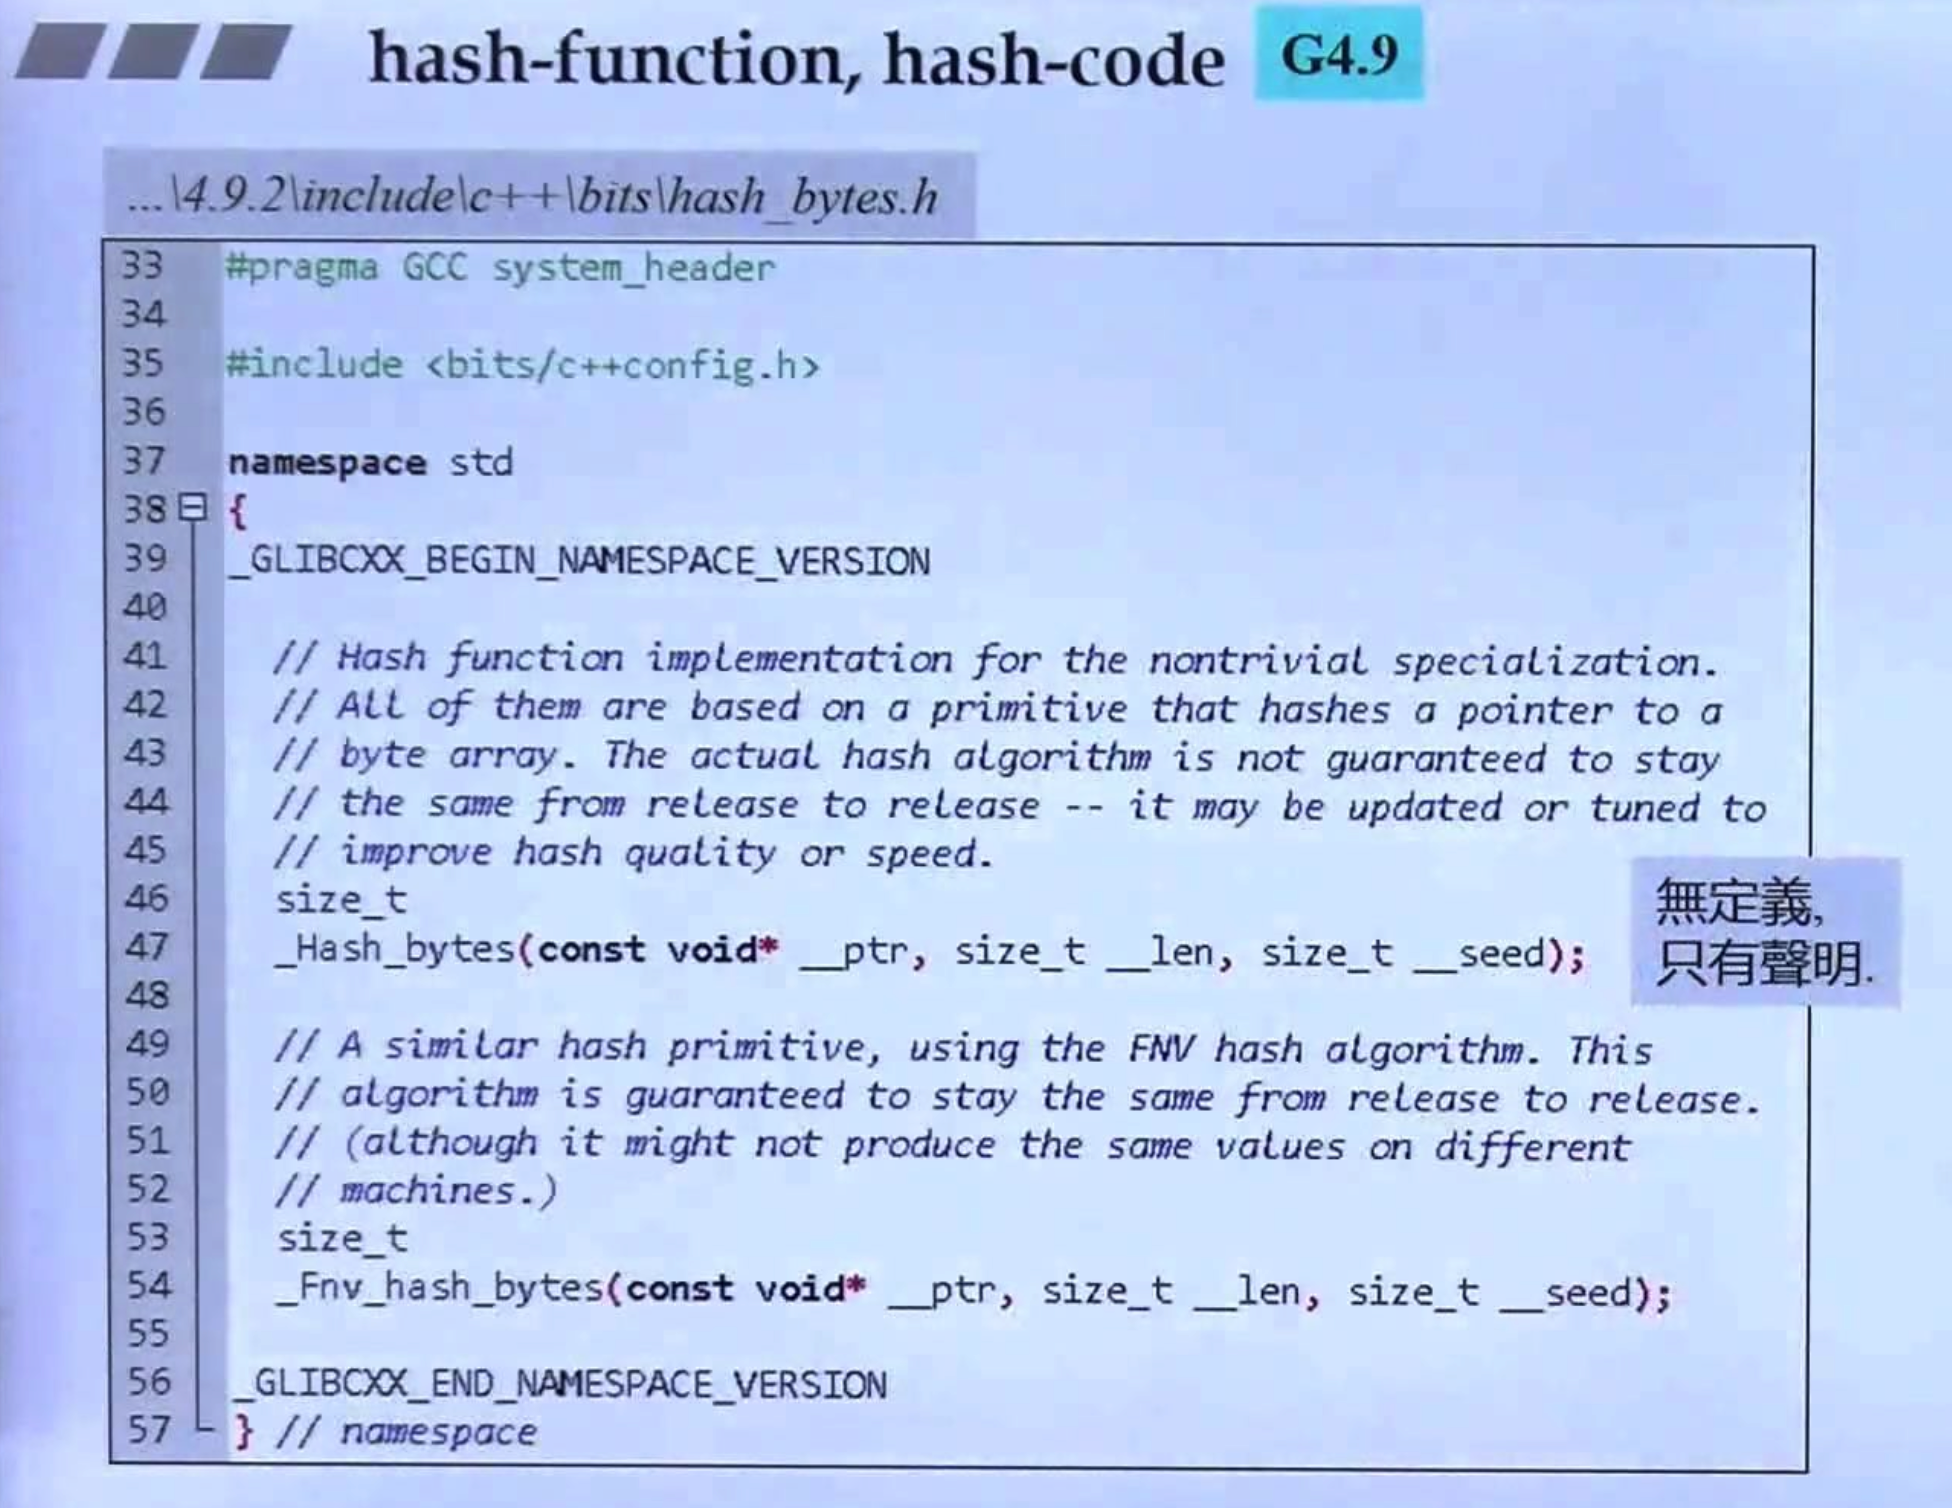 hash-function, hash-code G4.9
...\4.9.2\include\c++\bits\hash_bytes.h
33 #pragma GCC system_header
34
35 #include <bits/c++config.h>
36
37 namespace std
38 {
39 _GLIBCXX_BEGIN_NAMESPACE_VERSION
40
41 // Hash function implementation for the nontrivial specialization.
42 // All of them are based on a primitive that hashes a pointer to a
43 // byte array. The actual hash algorithm is not guaranteed to stay
44 // the same from release to release -- it may be updated or tuned to
45 // improve hash quality or speed.
46 size_t
47 _Hash_bytes(const void* __ptr, size_t __len, size_t __seed);
無定義,
只有聲明.
48
49 // A similar hash primitive, using the FNV hash algorithm. This
50 // algorithm is guaranteed to stay the same from release to release.
51 // (although it might not produce the same values on different
52 // machines.)
53 size_t
54 _Fnv_hash_bytes(const void* __ptr, size_t __len, size_t __seed);
55
56 _GLIBCXX_END_NAMESPACE_VERSION
57 } // namespace